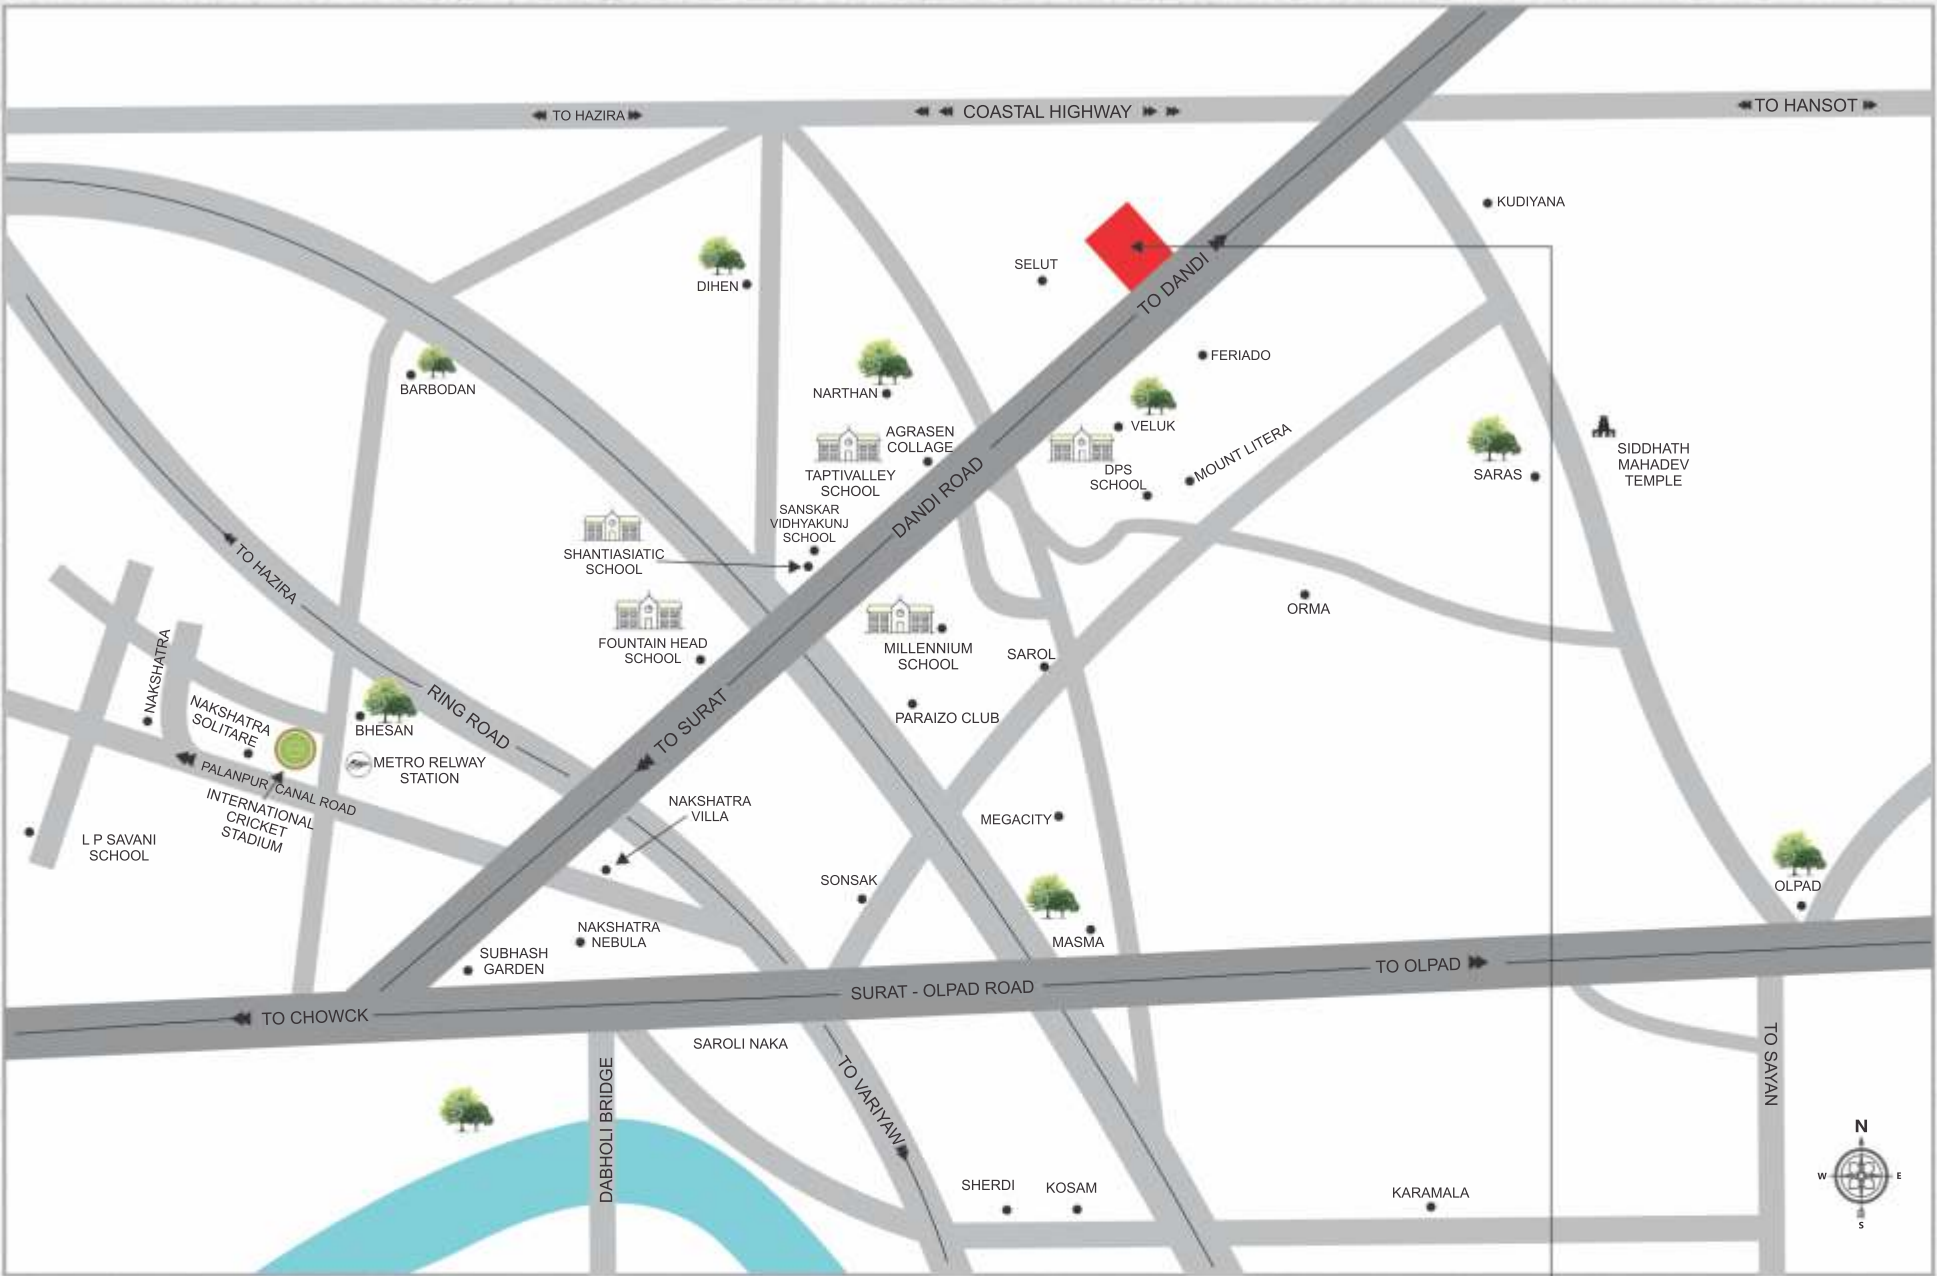 TO HAZIRA
COASTAL HIGHWAY
TO HANSOT
KUDIYANA
SELUT
TO DANDI
DIHEN
FERIADO
BARBODAN
NARTHAN
VELUK
AGRASEN
COLLAGE
MOUNT LITERA
TAPTIVALLEY
SCHOOL
DPS
SCHOOL
SIDDHATH
MAHADEV
TEMPLE
SARAS
DANDI ROAD
SANSKAR
VIDHYAKUNJ
SCHOOL
SHANTIASIATIC
SCHOOL
TO HAZIRA
ORMA
FOUNTAIN HEAD
SCHOOL
MILLENNIUM
SCHOOL
SAROL
NAKSHATRA
NAKSHATRA
SOLITARE
RING ROAD
TO SURAT
PARAIZO CLUB
BHESAN
METRO RELWAY
STATION
PALANPUR CANAL ROAD
INTERNATIONAL
CRICKET
STADIUM
NAKSHATRA
VILLA
MEGACITY
L P SAVANI
SCHOOL
SONSAK
OLPAD
NAKSHATRA
NEBULA
MASMA
SUBHASH
GARDEN
TO OLPAD
SURAT - OLPAD ROAD
TO CHOWCK
SAROLI NAKA
TO VARIYAW
TO SAYAN
DABHOLI BRIDGE
SHERDI
KOSAM
KARAMALA
N
W
E
S